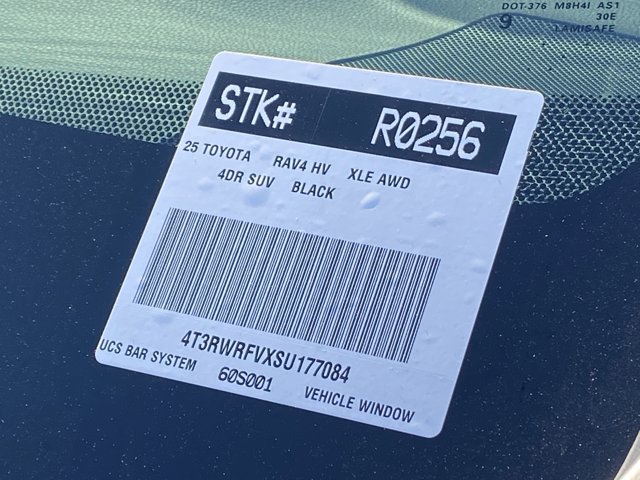 DOT-376 M8H4I AS1
9 30E
LAMISAFE
STK# R0256
25 TOYOTA RAV4 HV XLE AWD
4DR SUV BLACK
4T3RWRFVXSU177084
UCS BAR SYSTEM 60S001 VEHICLE WINDOW